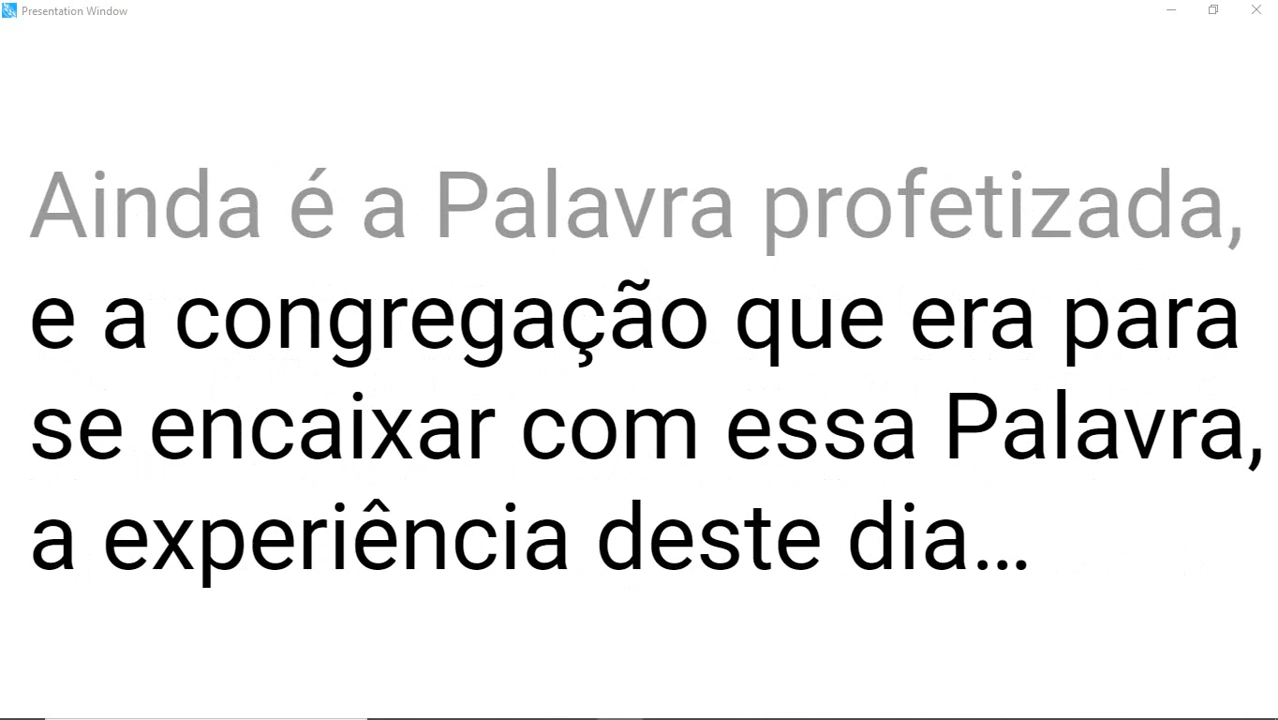 Presentation Window
Ainda é a Palavra profetizada,
e a congregação que era para
se encaixar com essa Palavra,
a experiência deste dia...